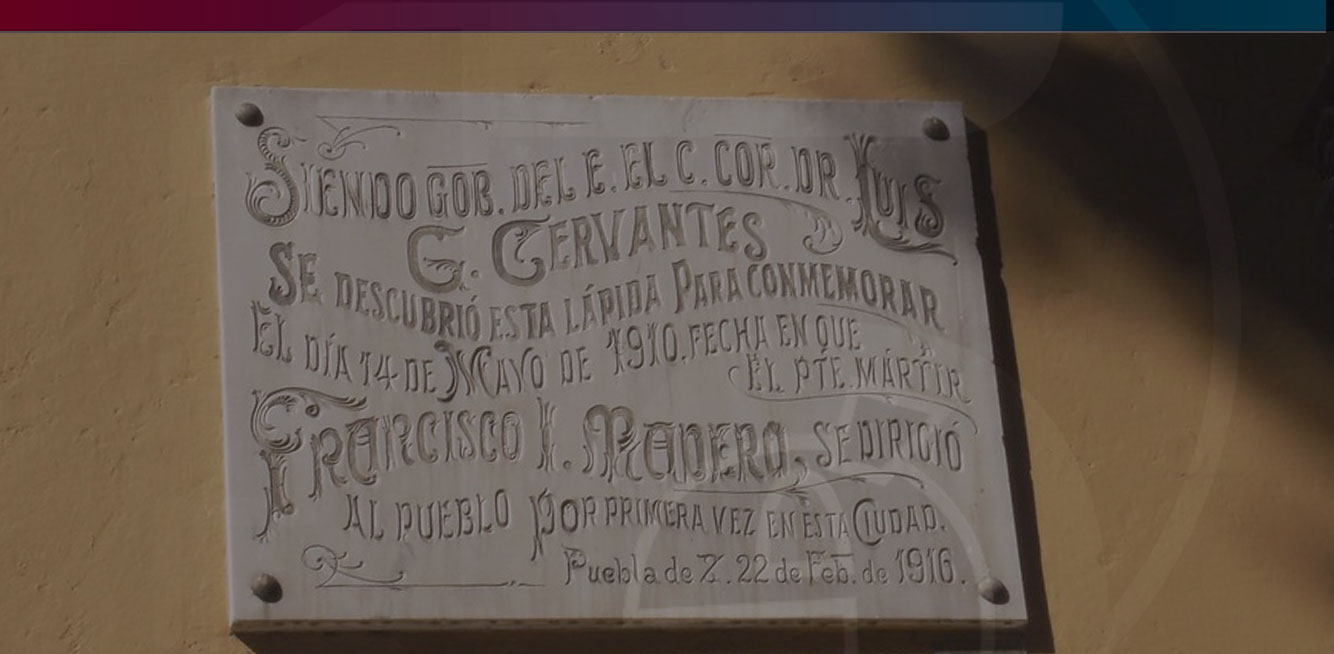 SIENDO GOB. DEL E. EL C. COR. DR. LUIS
G. CERVANTES
SE DESCUBRIÓ ESTA LÁPIDA PARA CONMEMORAR
EL DÍA 14 DE MAYO DE 1910. FECHA EN QUE
EL PTE. MÁRTIR
FRANCISCO I. MADERO, SE DIRIGIÓ
AL PUEBLO POR PRIMERA VEZ EN ESTA CIUDAD.
Puebla de Z. 22 de Feb. de 1916.